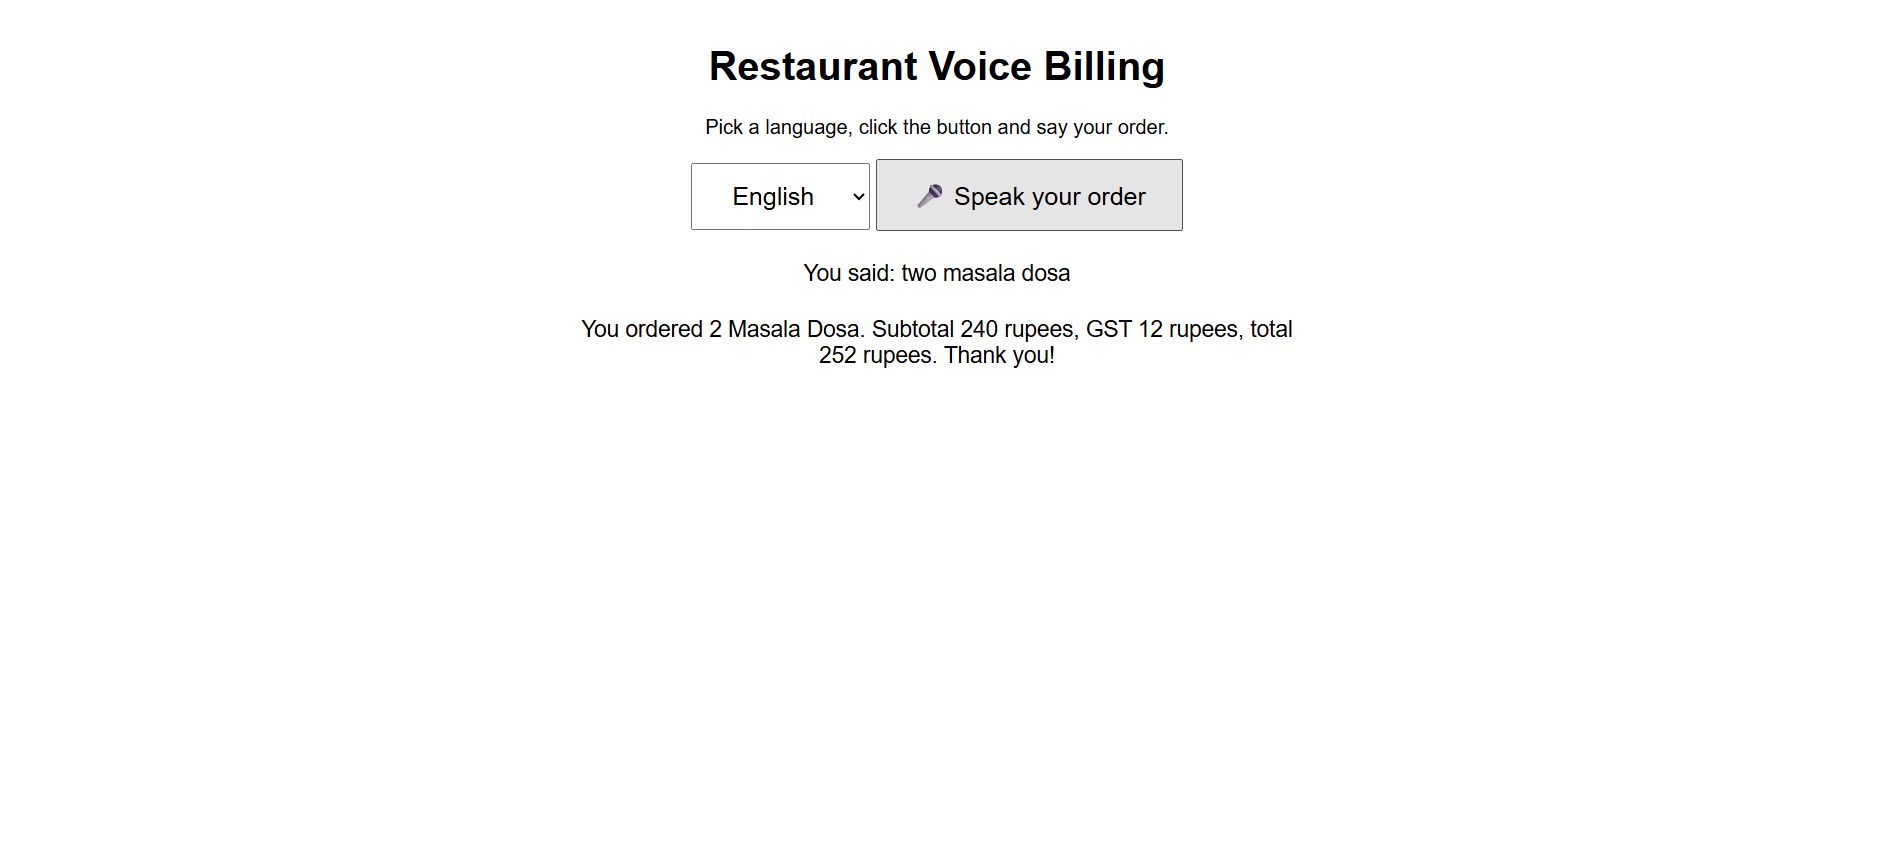 Restaurant Voice Billing
Pick a language, click the button and say your order.
English
Speak your order
You said: two masala dosa
You ordered 2 Masala Dosa. Subtotal 240 rupees, GST 12 rupees, total
252 rupees. Thank you!